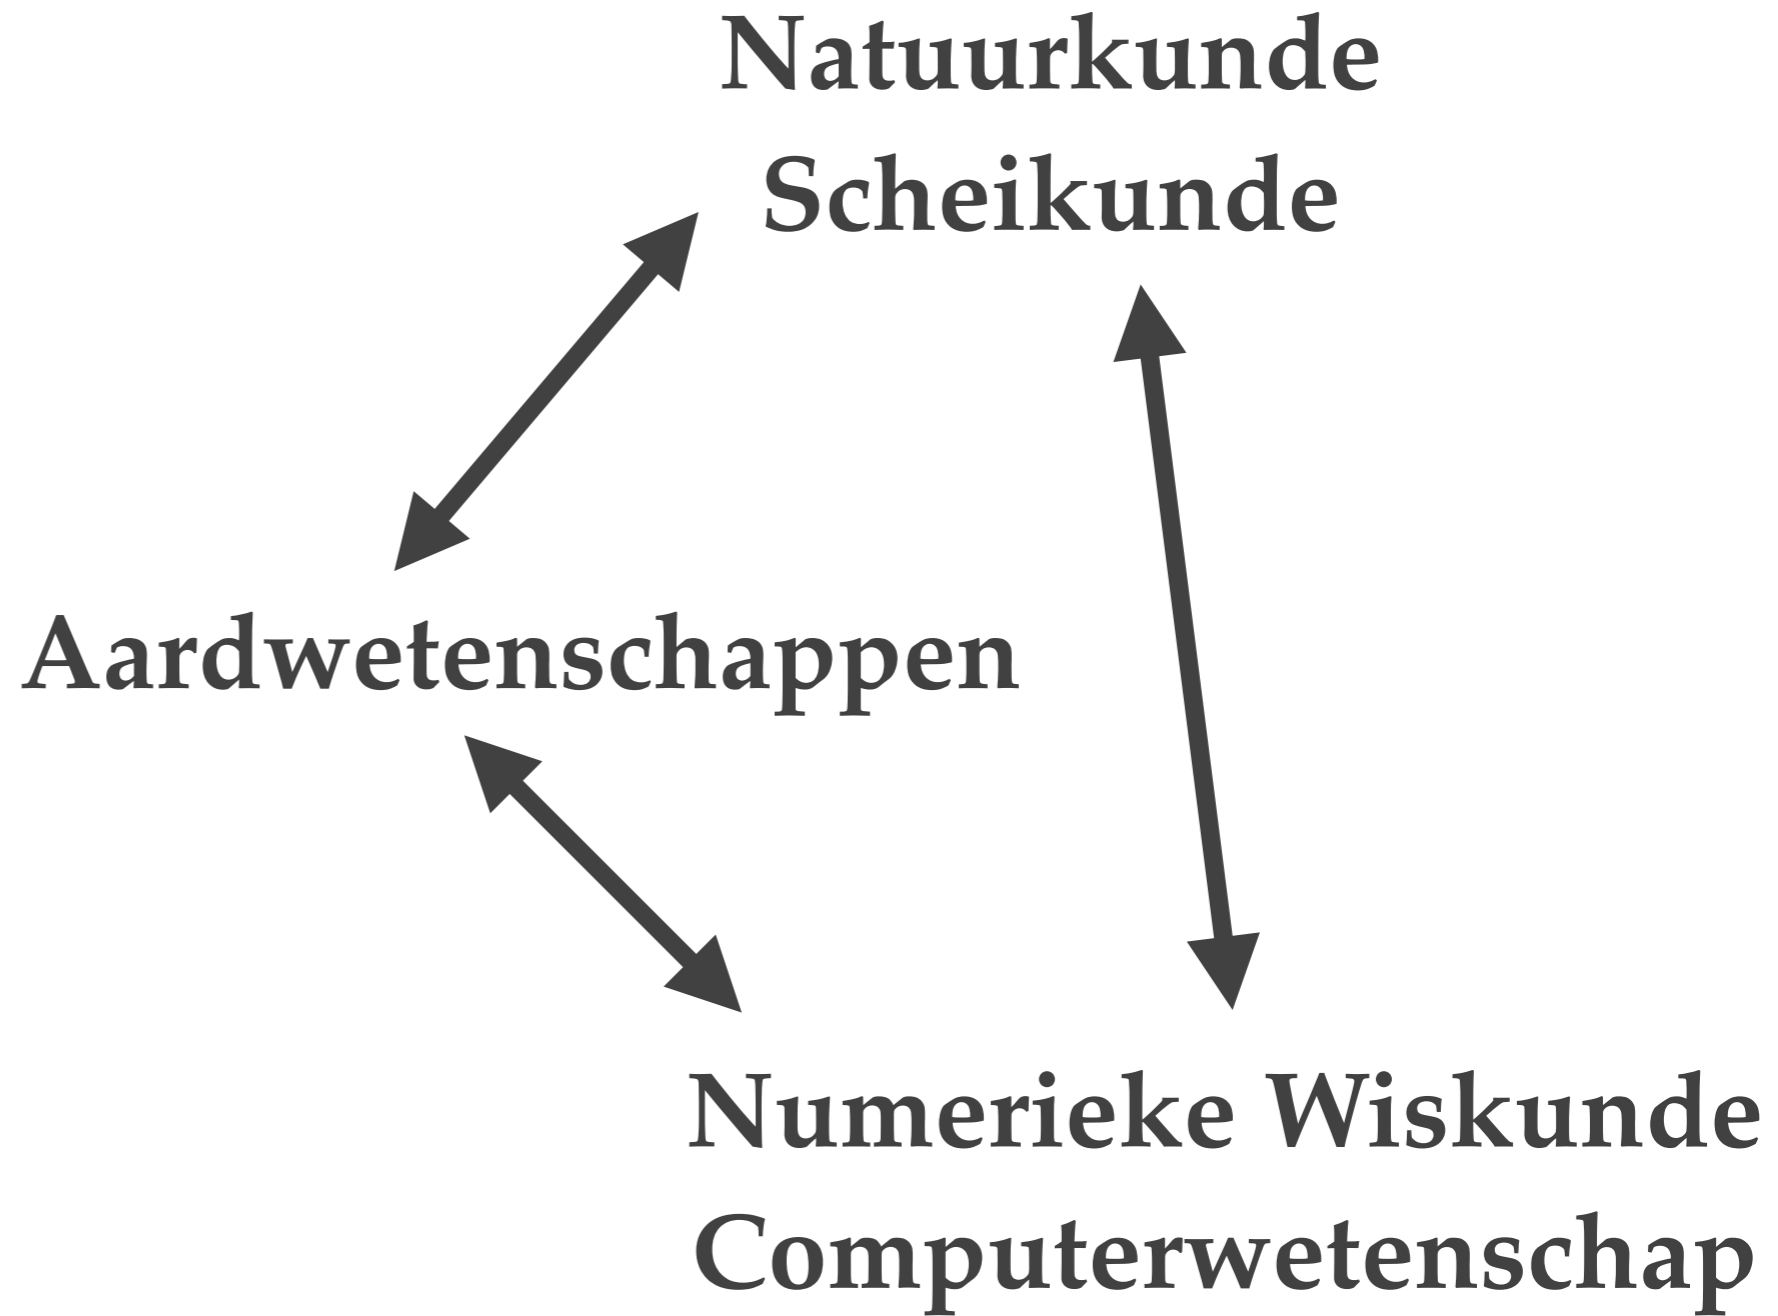 Natuurkunde
Scheikunde
Aardwetenschappen
Numerieke Wiskunde
Computerwetenschap